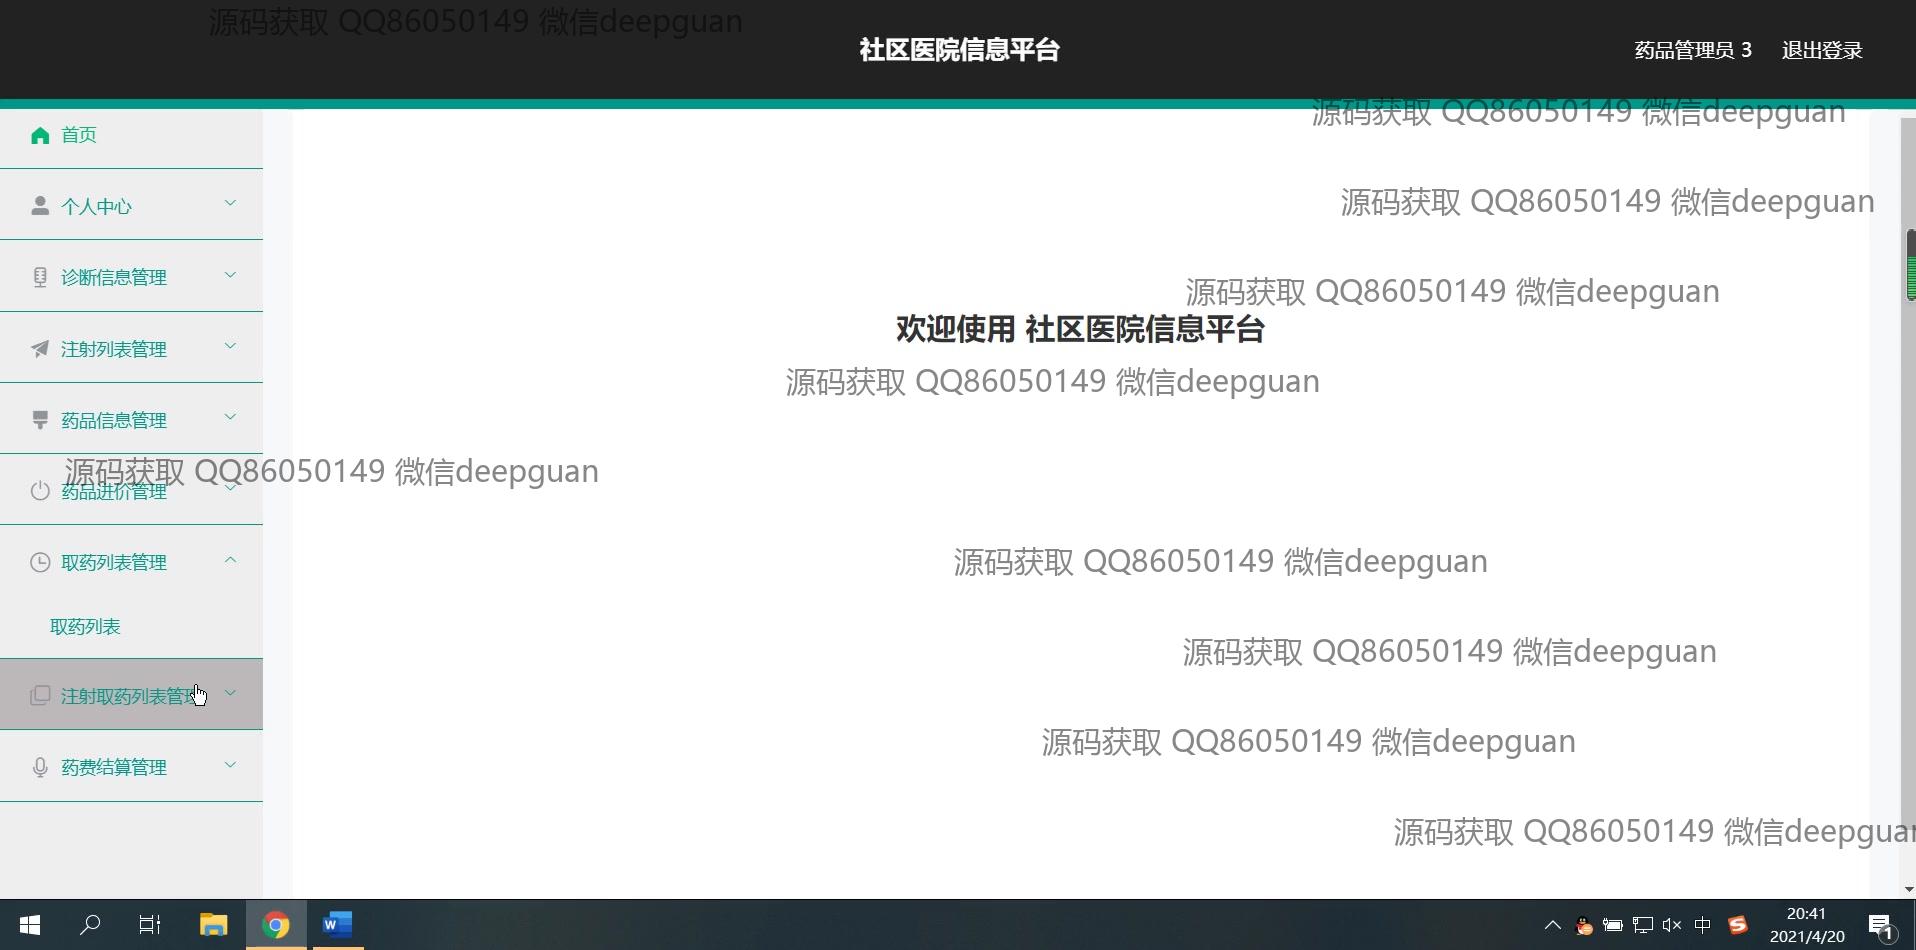 源码获取 QQ86050149 微信deepguan
社区医院信息平台
药品管理员 3 退出登录
源码获取 QQ86050149 微信deepguan
首页
源码获取 QQ86050149 微信deepguan
个人中心
诊断信息管理
源码获取 QQ86050149 微信deepguan
欢迎使用 社区医院信息平台
注射列表管理
源码获取 QQ86050149 微信deepguan
药品信息管理
源码获取 QQ86050149 微信deepguan
药品进价管理
取药列表管理
源码获取 QQ86050149 微信deepguan
取药列表
源码获取 QQ86050149 微信deepguan
注射取药列表管理
源码获取 QQ86050149 微信deepguan
药费结算管理
源码获取 QQ86050149 微信deepguan
中
20:41
2021/4/20
1